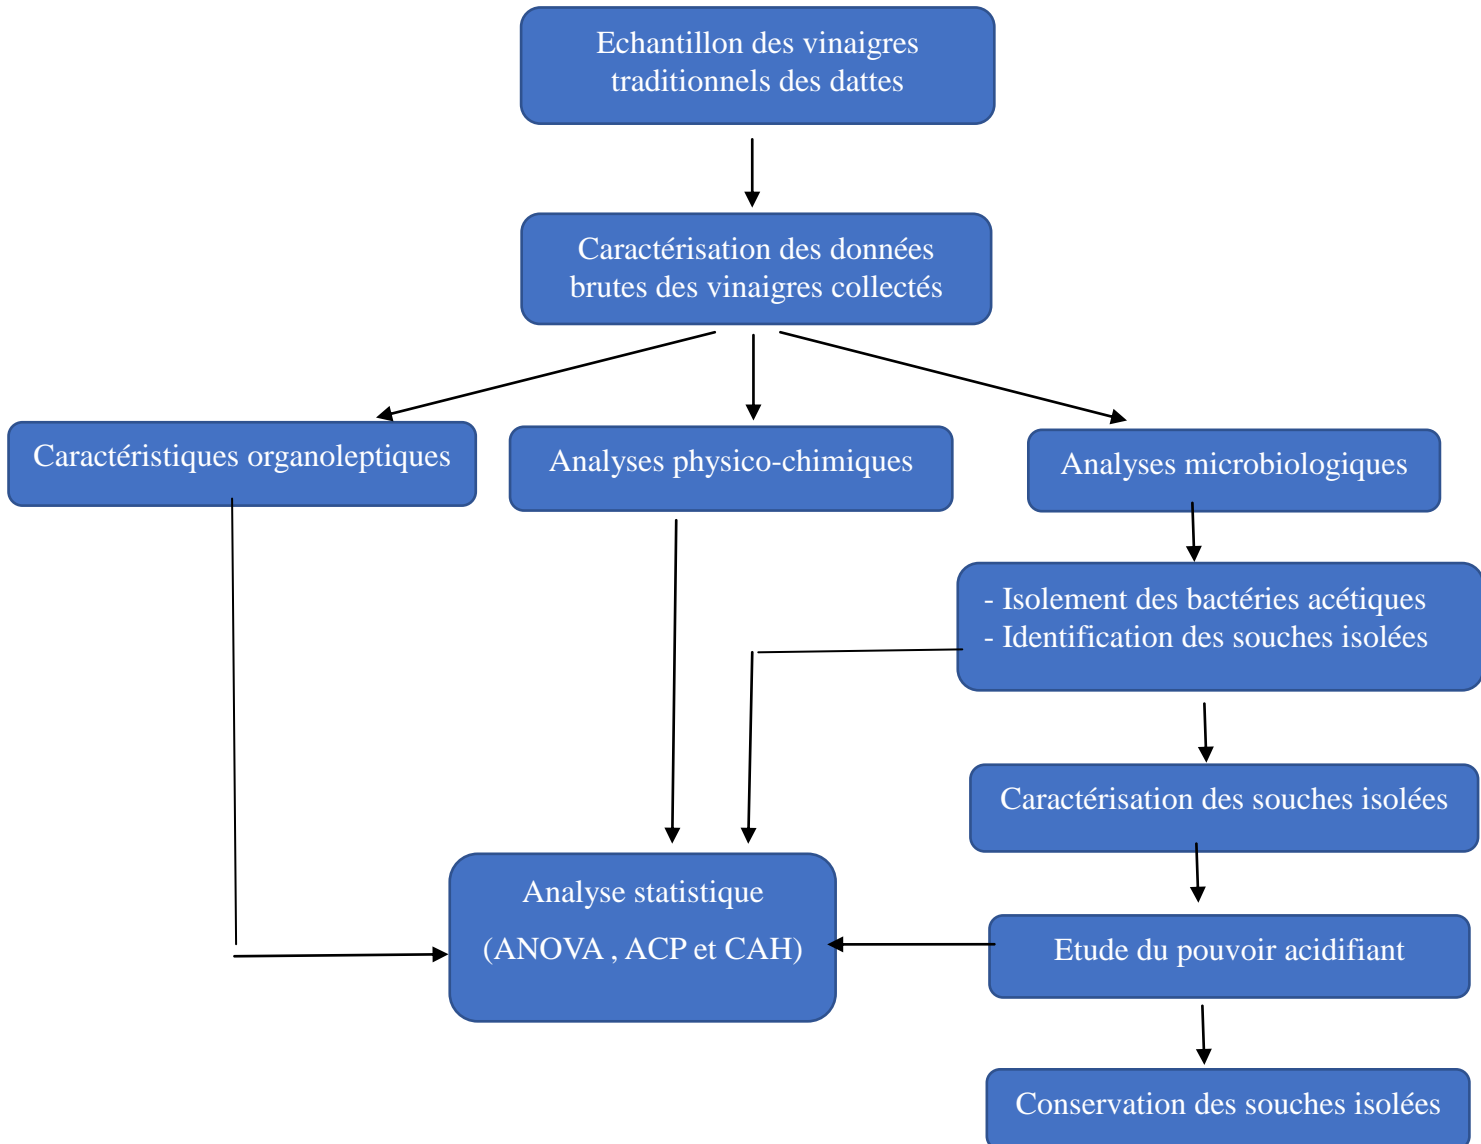 Echantillon des vinaigres
traditionnels des dattes
Caractérisation des données
brutes des vinaigres collectés
Caractéristiques organoleptiques
Analyses physico-chimiques
Analyses microbiologiques
- Isolement des bactéries acétiques
- Identification des souches isolées
Caractérisation des souches isolées
Analyse statistique
(ANOVA , ACP et CAH)
Etude du pouvoir acidifiant
Conservation des souches isolées